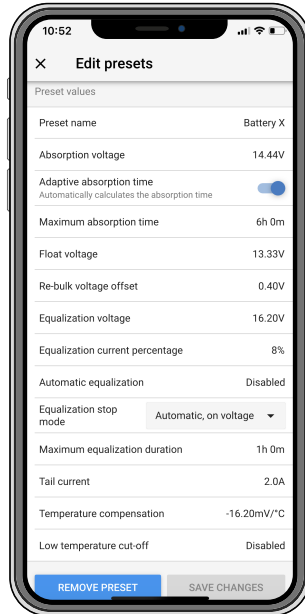 10:52
Edit presets
Preset values
Preset name Battery X
Absorption voltage 14.44V
Adaptive absorption time
Automatically calculates the absorption time
Maximum absorption time 6h 0m
Float voltage 13.33V
Re-bulk voltage offset 0.40V
Equalization voltage 16.20V
Equalization current percentage 8%
Automatic equalization Disabled
Equalization stop
mode Automatic, on voltage
Maximum equalization duration 1h 0m
Tail current 2.0A
Temperature compensation -16.20mV/°C
Low temperature cut-off Disabled
REMOVE PRESET SAVE CHANGES